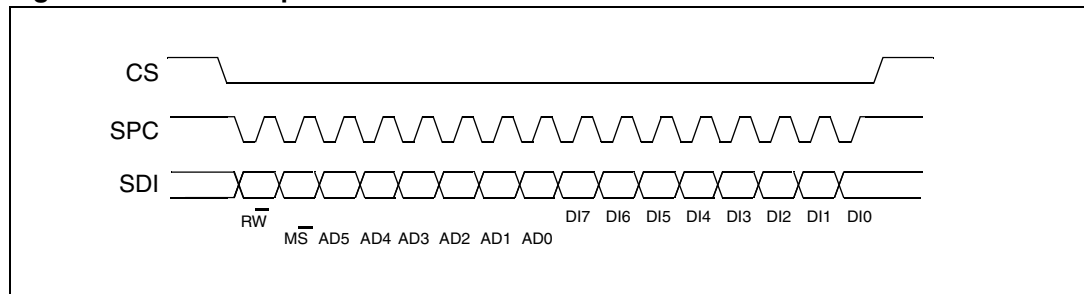 CS
SPC
SDI
RW̅ DI7 DI6 DI5 DI4 DI3 DI2 DI1 DI0
MS̅ AD5 AD4 AD3 AD2 AD1 AD0